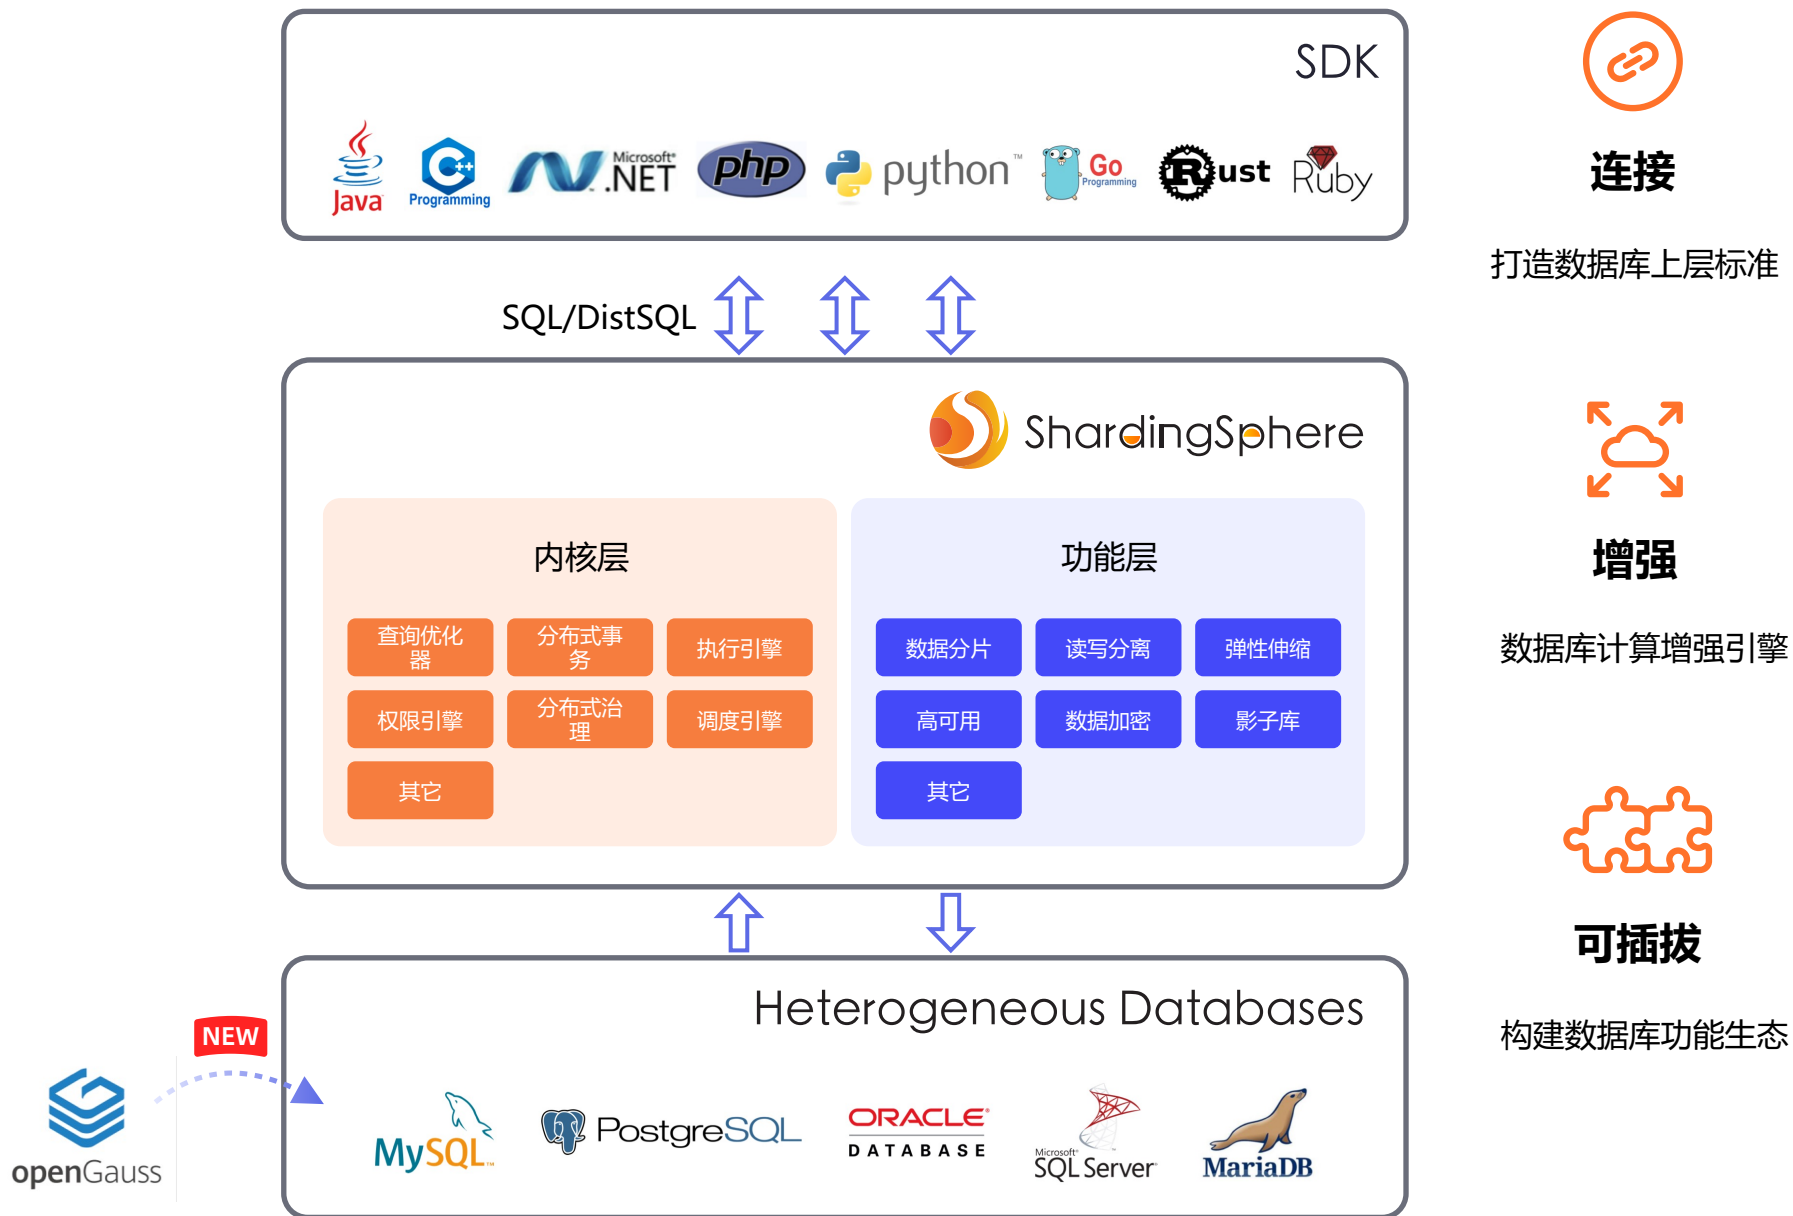 SDK
Java
C++
Programming
Microsoft®
.NET
php
python™
Go
Programming
Rust
Ruby
连接
打造数据库上层标准
SQL/DistSQL
ShardingSphere
内核层
查询优化
器
分布式事
务
执行引擎
权限引擎
分布式治
理
调度引擎
其它
功能层
数据分片
读写分离
弹性伸缩
高可用
数据加密
影子库
其它
增强
数据库计算增强引擎
可插拔
构建数据库功能生态
Heterogeneous Databases
NEW
openGauss
MySQL™
PostgreSQL
ORACLE®
DATABASE
Microsoft®
SQL Server®
MariaDB